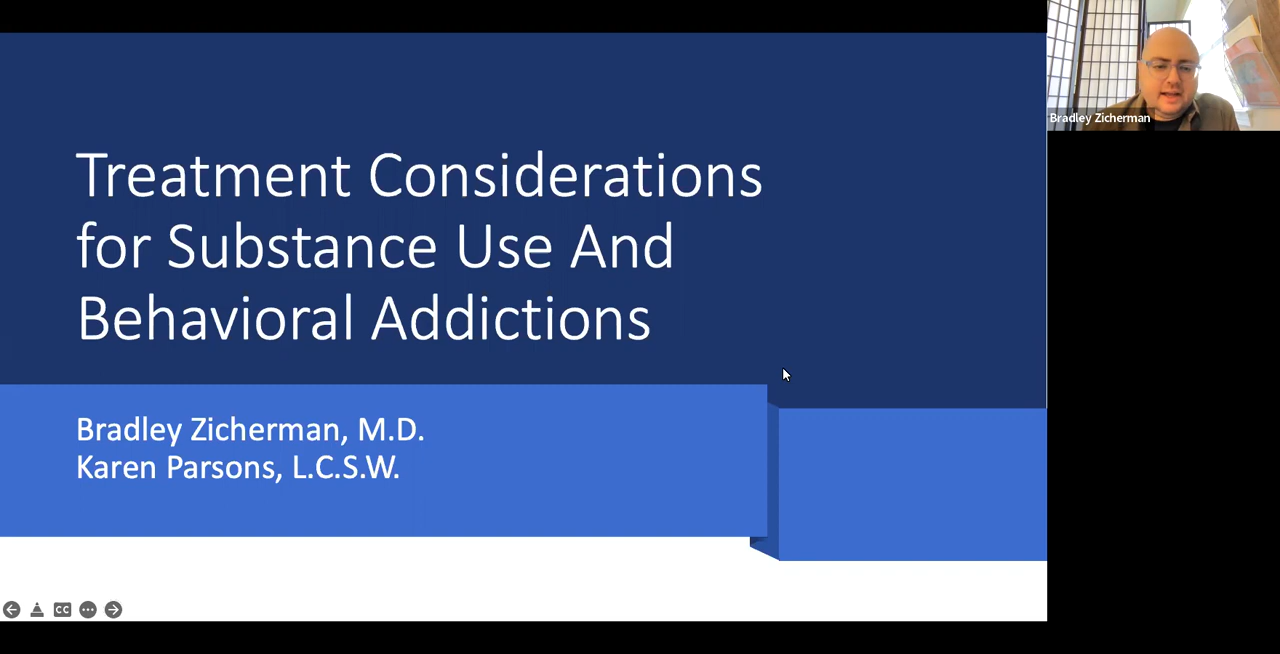 Treatment Considerations
for Substance Use And
Behavioral Addictions
Bradley Zicherman, M.D.
Karen Parsons, L.C.S.W.
Bradley Zicherman
CC